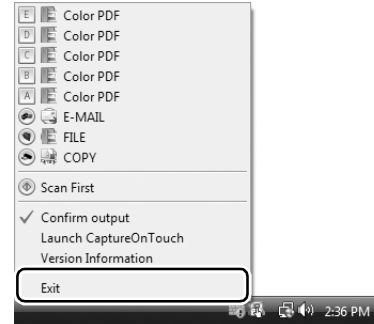 E Color PDF
D Color PDF
C Color PDF
B Color PDF
A Color PDF
E-MAIL
FILE
COPY
Scan First
Confirm output
Launch CaptureOnTouch
Version Information
Exit
2:36 PM